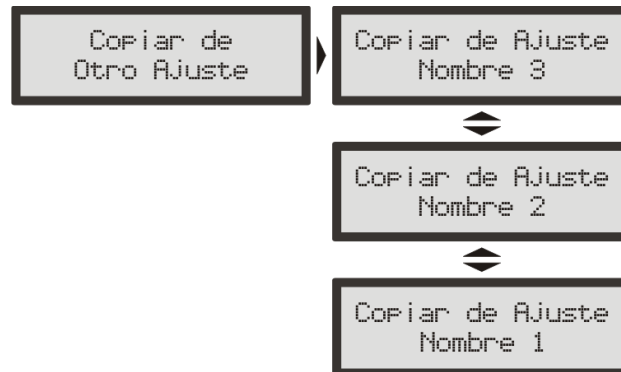 Copiar de
Otro Ajuste
Copiar de Ajuste
Nombre 3
Copiar de Ajuste
Nombre 2
Copiar de Ajuste
Nombre 1